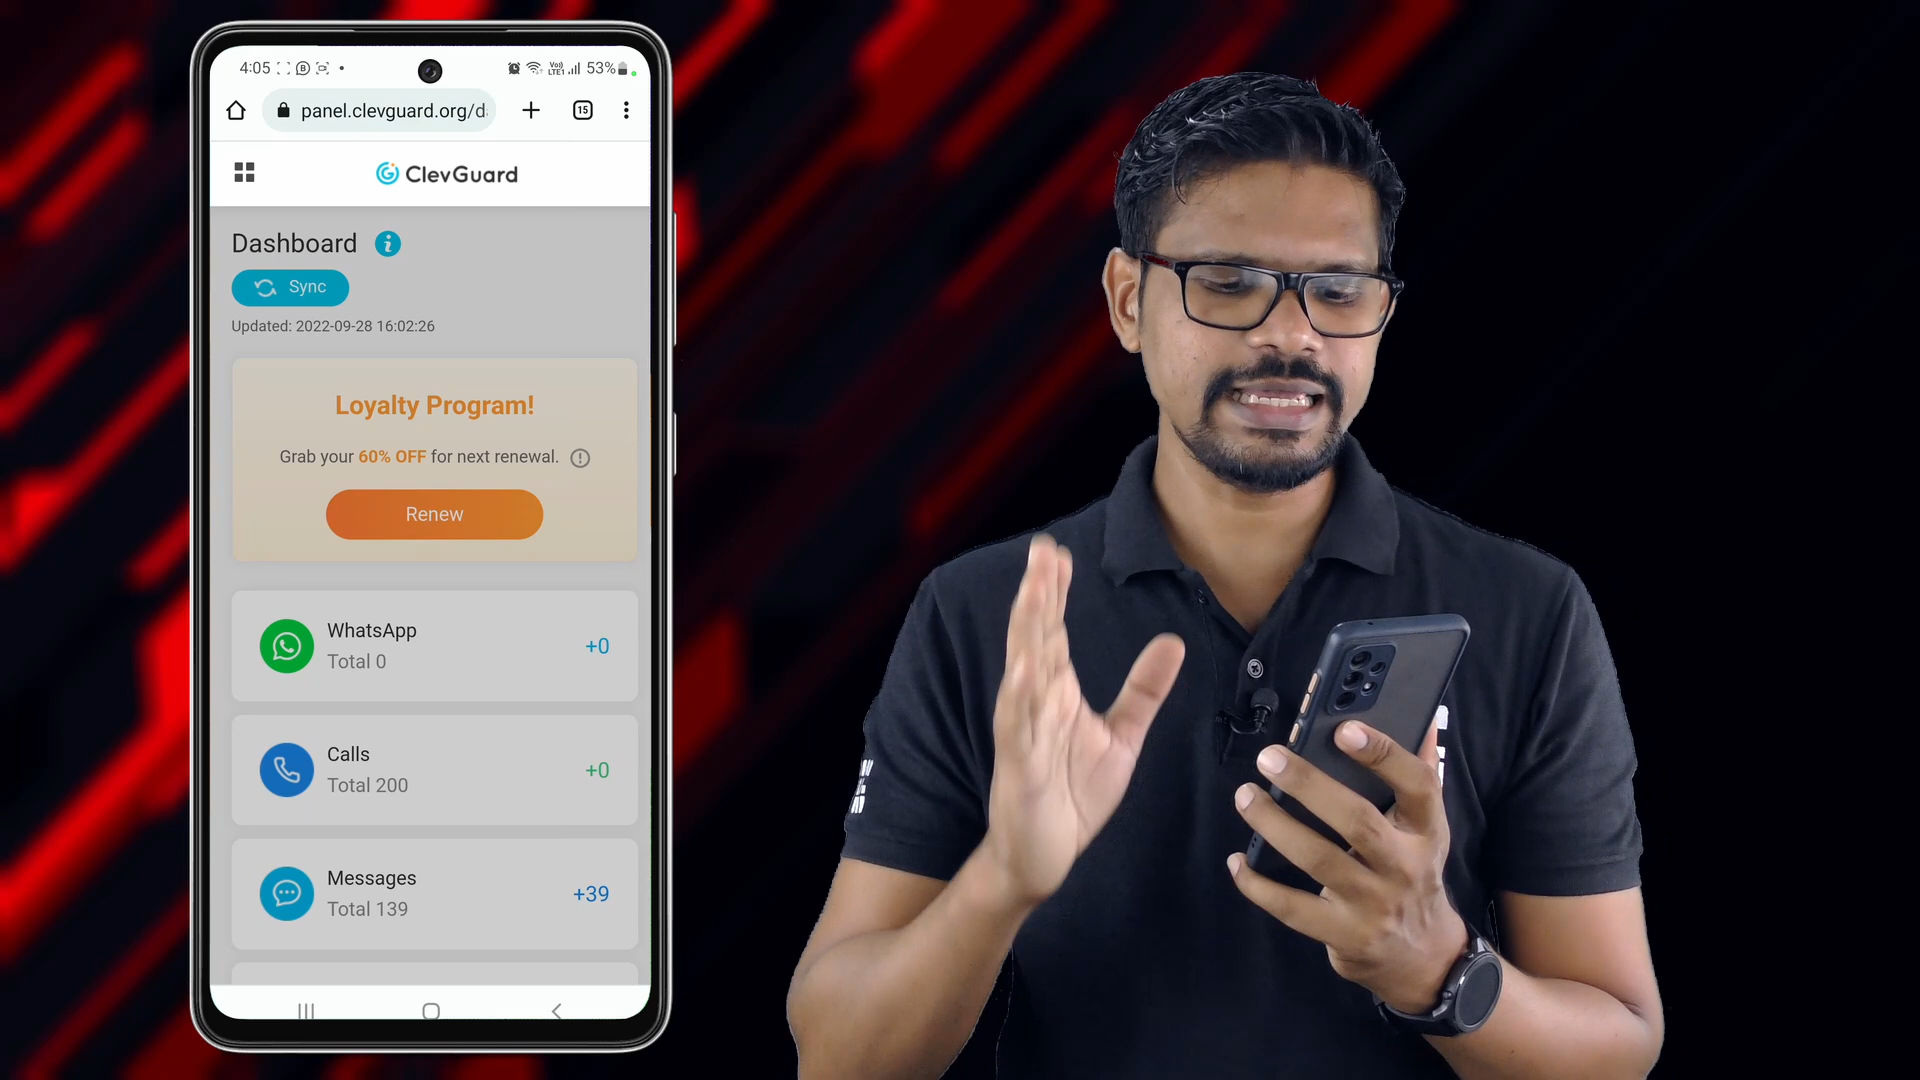 4:05
VoD
LTE1
53%
panel.clevguard.org/d
15
ClevGuard
Dashboard
Sync
Updated: 2022-09-28 16:02:26
Loyalty Program!
Grab your 60% OFF for next renewal.
Renew
WhatsApp
Total 0
+0
Calls
Total 200
+0
Messages
Total 139
+39